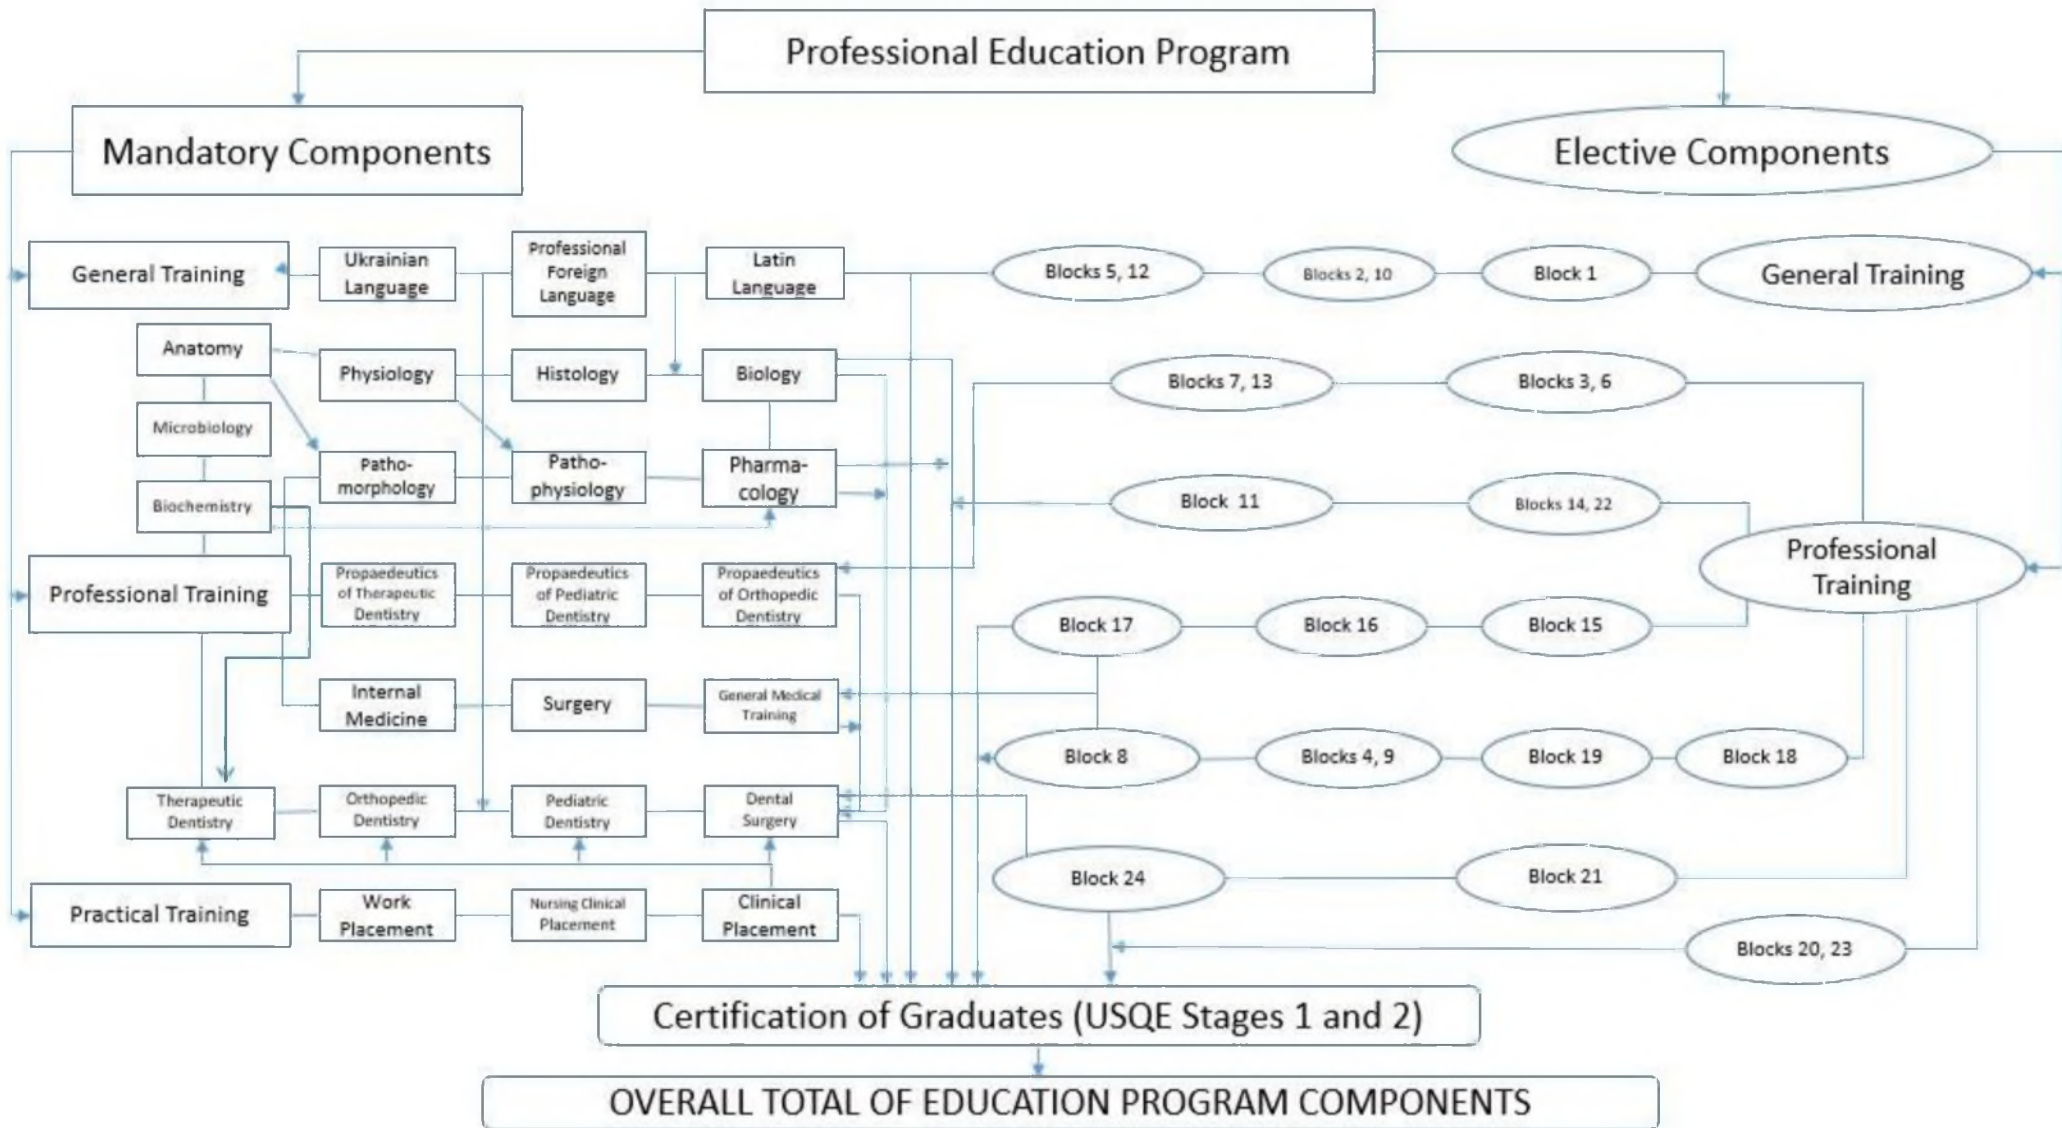 Professional Education Program
Mandatory Components
Elective Components
General Training
Ukrainian
Language
Professional
Foreign
Language
Latin
Language
Blocks 5, 12
Blocks 2, 10
Block 1
General Training
Anatomy
Physiology
Histology
Biology
Blocks 7, 13
Blocks 3, 6
Microbiology
Patho-
morphology
Patho-
physiology
Pharma-
cology
Biochemistry
Block 11
Blocks 14, 22
Professional
Training
Professional Training
Propaedeutics
of Therapeutic
Dentistry
Propaedeutics
of Pediatric
Dentistry
Propaedeutics
of Orthopedic
Dentistry
Block 17
Block 16
Block 15
Internal
Medicine
Surgery
General Medical
Training
Block 8
Blocks 4, 9
Block 19
Block 18
Therapeutic
Dentistry
Orthopedic
Dentistry
Pediatric
Dentistry
Dental
Surgery
Block 24
Block 21
Practical Training
Work
Placement
Nursing Clinical
Placement
Clinical
Placement
Blocks 20, 23
Certification of Graduates (USQE Stages 1 and 2)
OVERALL TOTAL OF EDUCATION PROGRAM COMPONENTS